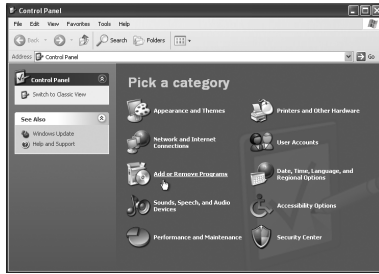 Control Panel
File Edit View Favorites Tools Help
Back Search Folders
Address Control Panel Go
Control Panel
Switch to Classic View
See Also
Windows Update
Help and Support
Pick a category
Appearance and Themes
Printers and Other Hardware
Network and Internet
Connections
User Accounts
Add or Remove Programs
Date, Time, Language, and
Regional Options
Sounds, Speech, and Audio
Devices
Accessibility Options
Performance and Maintenance
Security Center